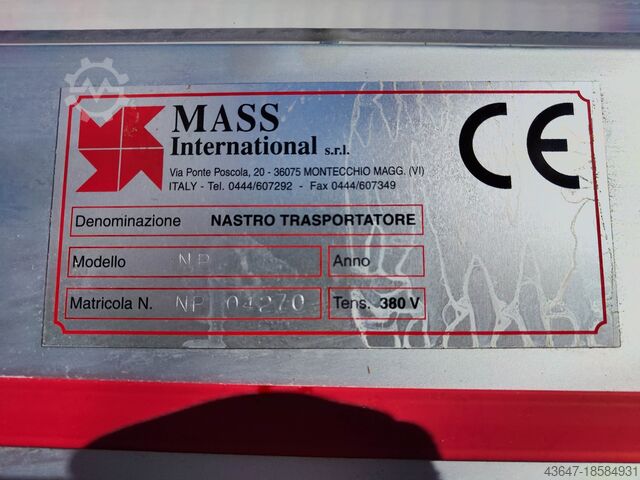 MASS
International s.r.l.
Via Ponte Poscola, 20 - 36075 MONTECCHIO MAGG. (VI)
ITALY - Tel. 0444/607292 - Fax 0444/607349
CE
Denominazione NASTRO TRASPORTATORE
Modello NP Anno
Matricola N. NP 04270 Tens. 380 V
43647-18584931